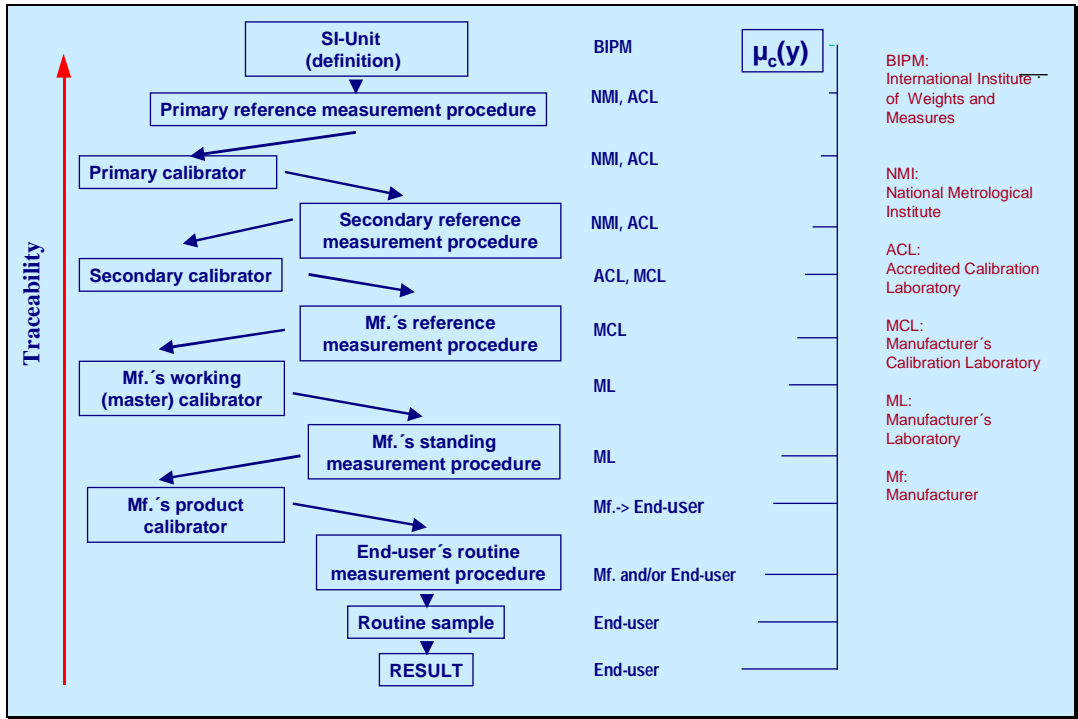 SI-Unit
(definition)
Primary reference measurement procedure
Primary calibrator
Secondary reference
measurement procedure
Secondary calibrator
Mf.´s reference
measurement procedure
Mf.´s working
(master) calibrator
Mf.´s standing
measurement procedure
Mf.´s product
calibrator
End-user´s routine
measurement procedure
Routine sample
RESULT
Traceability
BIPM
NMI, ACL
NMI, ACL
NMI, ACL
ACL, MCL
MCL
ML
ML
Mf.-> End-user
Mf. and/or End-user
End-user
End-user
µc(y)
BIPM:
International Institute
of Weights and
Measures
NMI:
National Metrological
Institute
ACL:
Accredited Calibration
Laboratory
MCL:
Manufacturer´s
Calibration Laboratory
ML:
Manufacturer´s
Laboratory
Mf:
Manufacturer